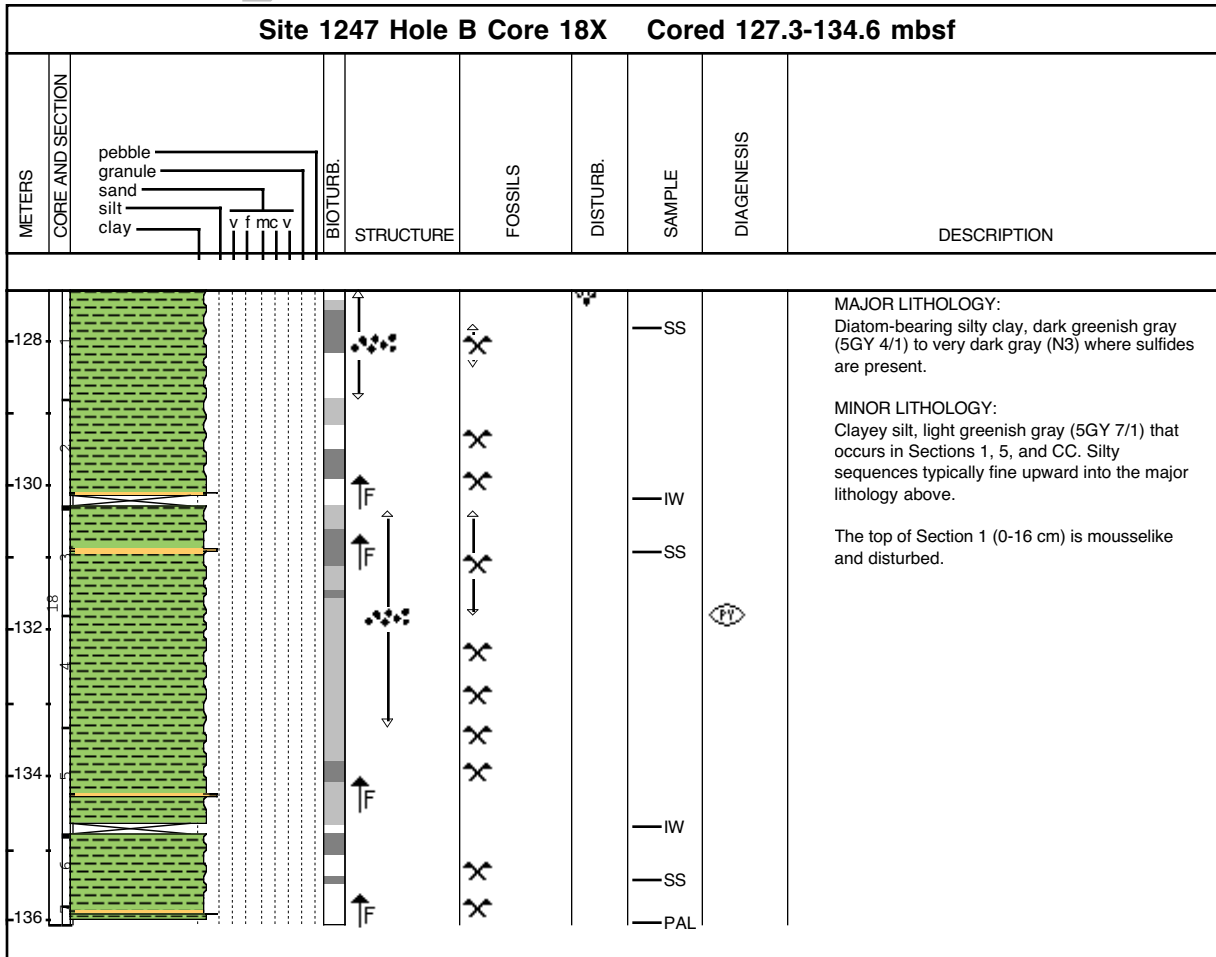 Site 1247 Hole B Core 18X Cored 127.3-134.6 mbsf
METERS
CORE AND SECTION
pebble
granule
sand
silt
clay
v f m c v
BIOTURB.
STRUCTURE
FOSSILS
DISTURB.
SAMPLE
DIAGENESIS
DESCRIPTION
128
130
132
134
136
1
2
3
18
4
5
6
7
F
F
F
F
SS
IW
SS
IW
SS
PAL
PY
MAJOR LITHOLOGY:
Diatom-bearing silty clay, dark greenish gray
(5GY 4/1) to very dark gray (N3) where sulfides
are present.
MINOR LITHOLOGY:
Clayey silt, light greenish gray (5GY 7/1) that
occurs in Sections 1, 5, and CC. Silty
sequences typically fine upward into the major
lithology above.
The top of Section 1 (0-16 cm) is mousselike
and disturbed.